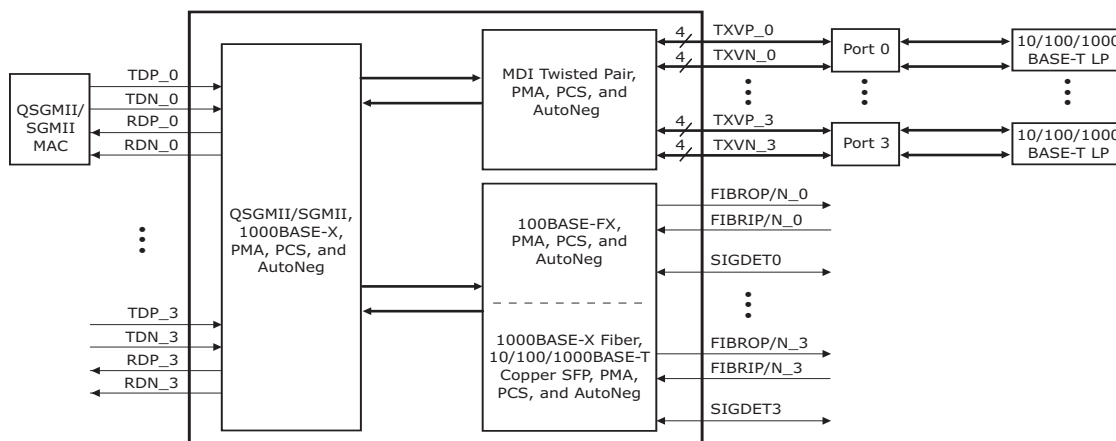 QSGMII/
SGMII
MAC
TDP_0
TDN_0
RDP_0
RDN_0
TDP_3
TDN_3
RDP_3
RDN_3
QSGMII/SGMII,
1000BASE-X,
PMA, PCS, and
AutoNeg
MDI Twisted Pair,
PMA, PCS, and
AutoNeg
100BASE-FX,
PMA, PCS, and
AutoNeg
1000BASE-X Fiber,
10/100/1000BASE-T
Copper SFP, PMA,
PCS, and AutoNeg
4 TXVP_0
4 TXVN_0
4 TXVP_3
4 TXVN_3
Port 0
Port 3
10/100/1000
BASE-T LP
10/100/1000
BASE-T LP
FIBROP/N_0
FIBRIP/N_0
SIGDET0
FIBROP/N_3
FIBRIP/N_3
SIGDET3